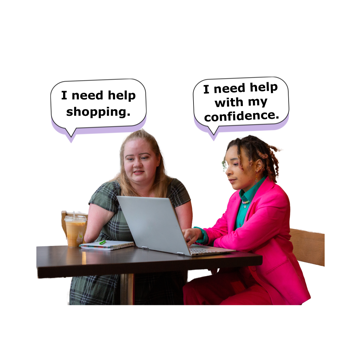 I need help
shopping.
I need help
with my
confidence.